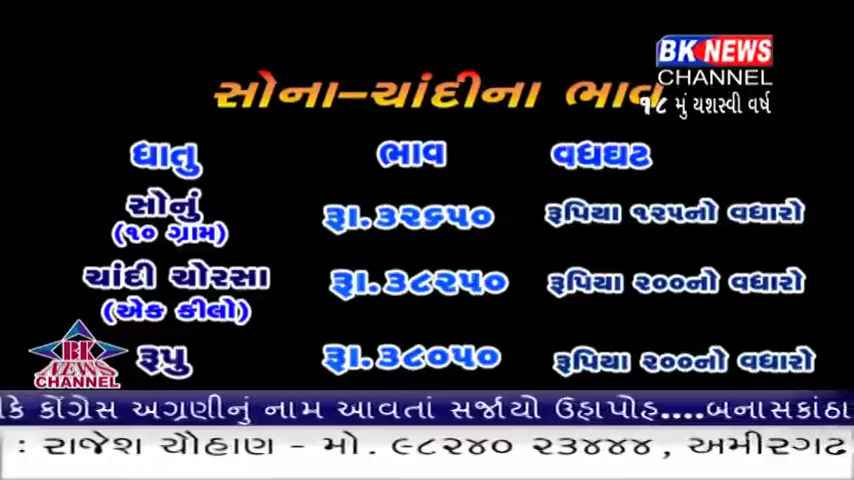 BK NEWS
CHANNEL
૧૮ મું યશસ્વી વર્ષ
સોના-ચાંદીના ભાવ
ધાતુ ભાવ વધઘટ
સોનું રૂા.૩૨૬૫૦ રૂપિયા ૧૨૫નો વધારો
(૧૦ ગ્રામ)
ચાંદી ચોરસા રૂા.૩૮૨૫૦ રૂપિયા ૨૦૦નો વધારો
(એક કીલો)
રૂપુ રૂા.૩૮૦૫૦ રૂપિયા ૨૦૦નો વધારો
BK
NEWS
CHANNEL
કે કોંગ્રેસ અગ્રણીનું નામ આવતાં સર્જાયો ઉહાપોહ....બનાસકાંઠા
: રાજેશ ચૌહાણ - મો. ૯૮૨૪૦ ૨૩૪૪૪, અમીરગઢ